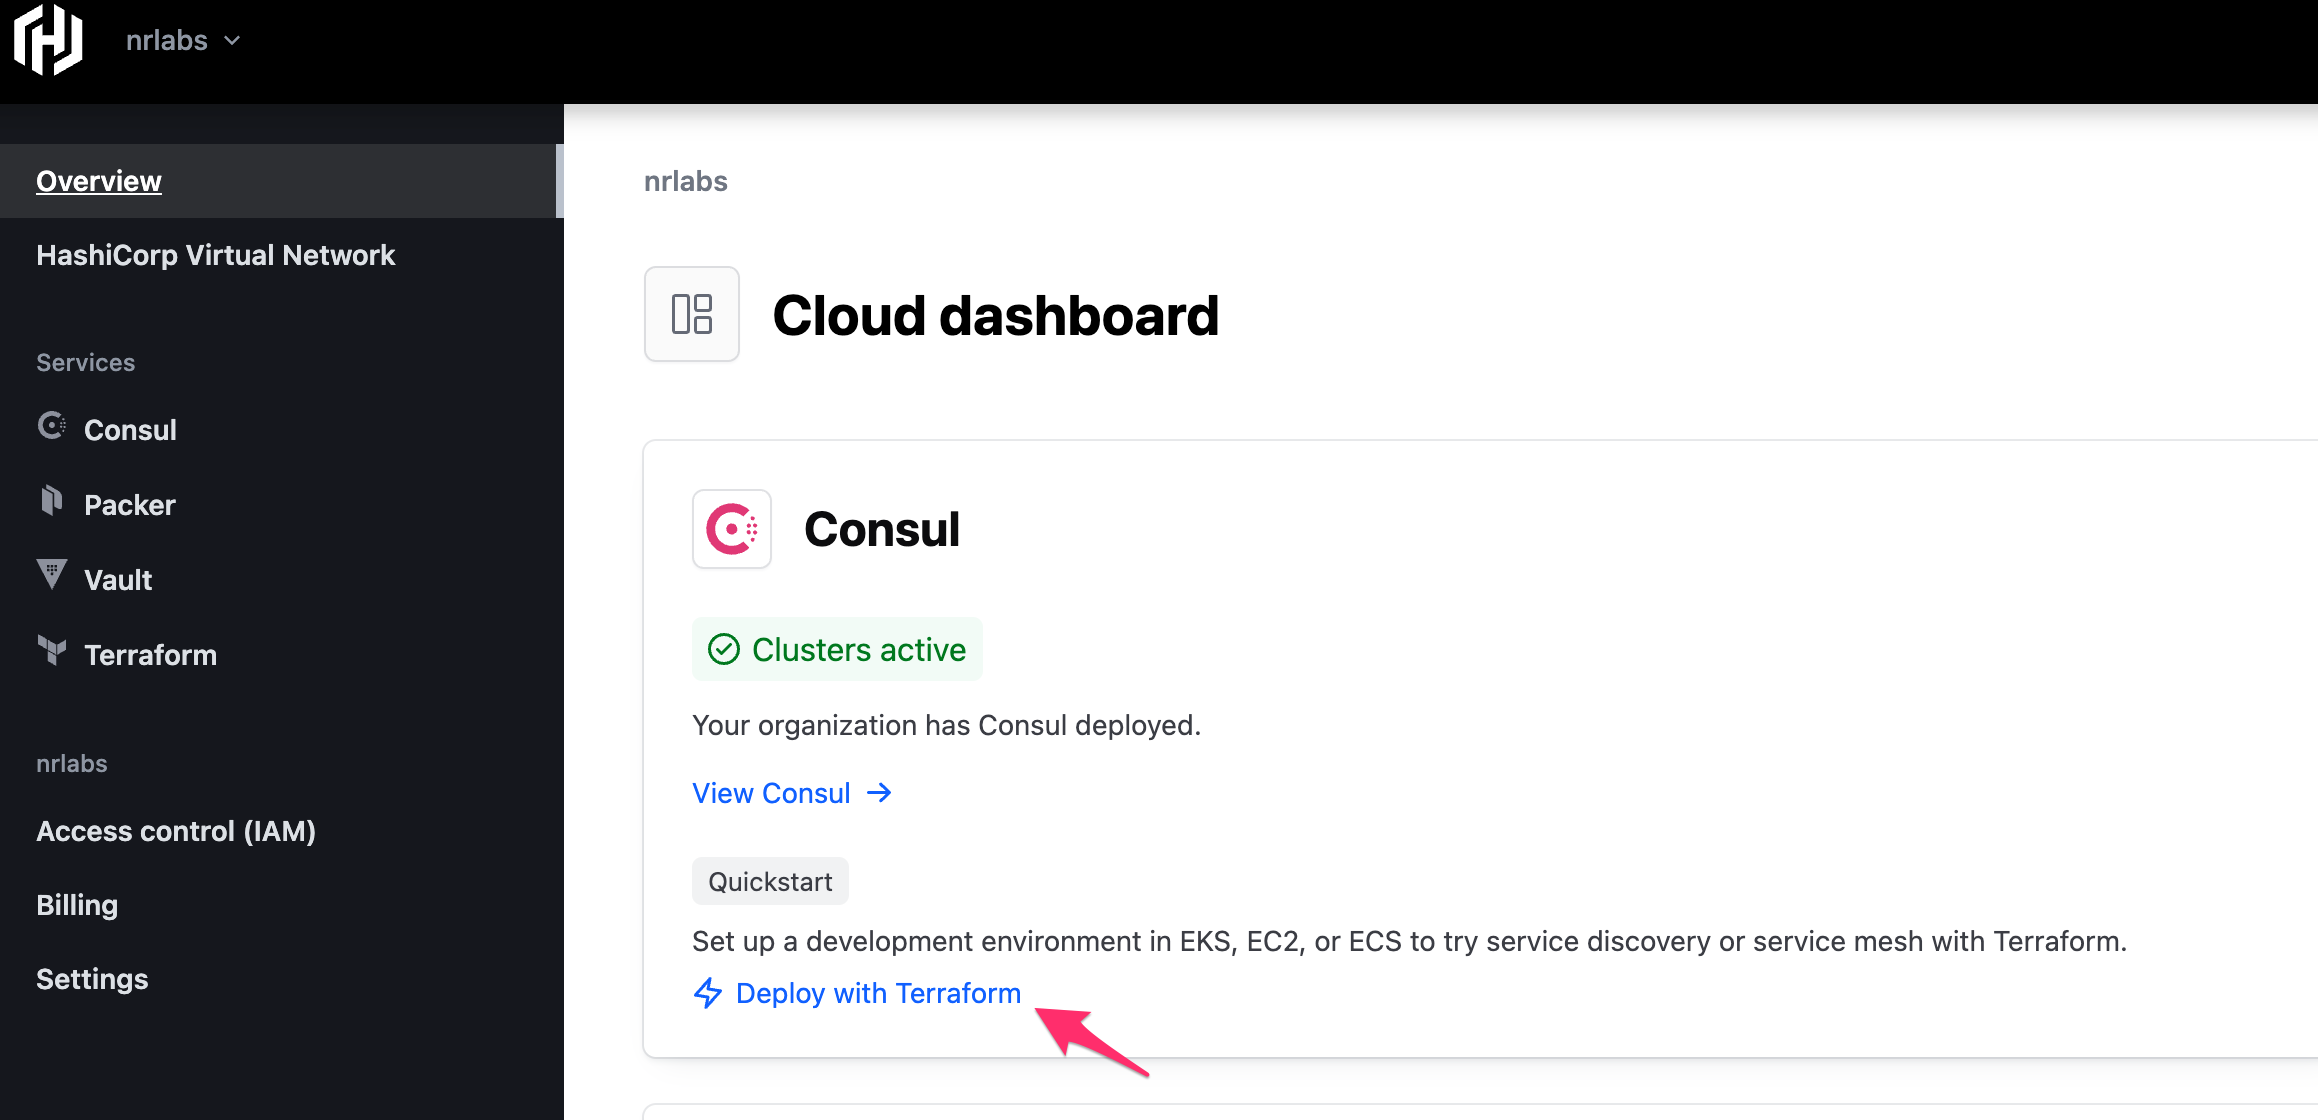 nrlabs
Overview
HashiCorp Virtual Network
Services
Consul
Packer
Vault
Terraform
nrlabs
Access control (IAM)
Billing
Settings
nrlabs
Cloud dashboard
Consul
Clusters active
Your organization has Consul deployed.
View Consul →
Quickstart
Set up a development environment in EKS, EC2, or ECS to try service discovery or service mesh with Terraform.
Deploy with Terraform